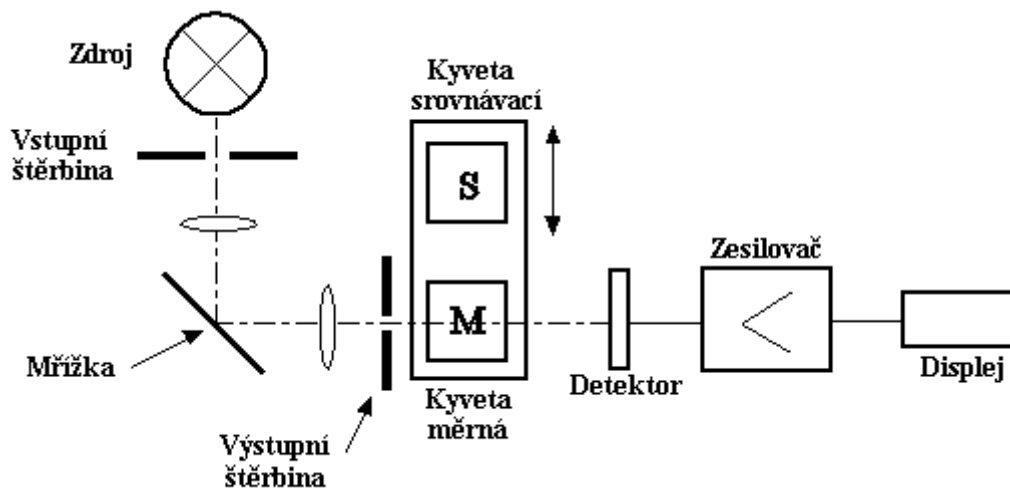 Zdroj
Vstupní
štěrbina
Kyveta
srovnávací
S
Zesilovač
M
Mřížka
Výstupní
štěrbina
Kyveta
měrná
Detektor
Displej